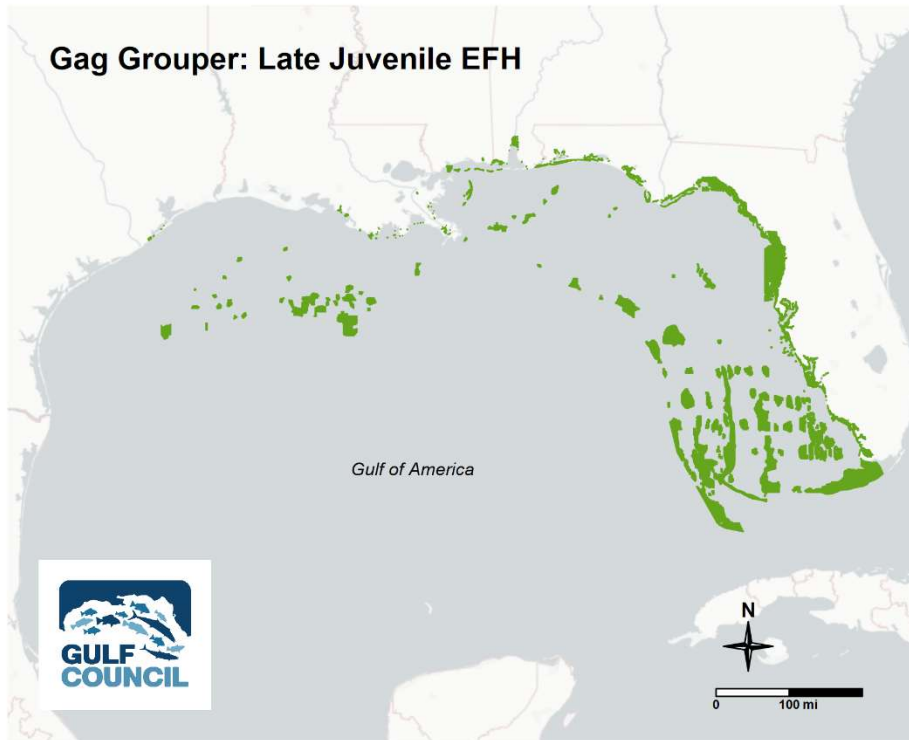 Gag Grouper: Late Juvenile EFH
Gulf of America
GULF
COUNCIL
N
0 100 mi